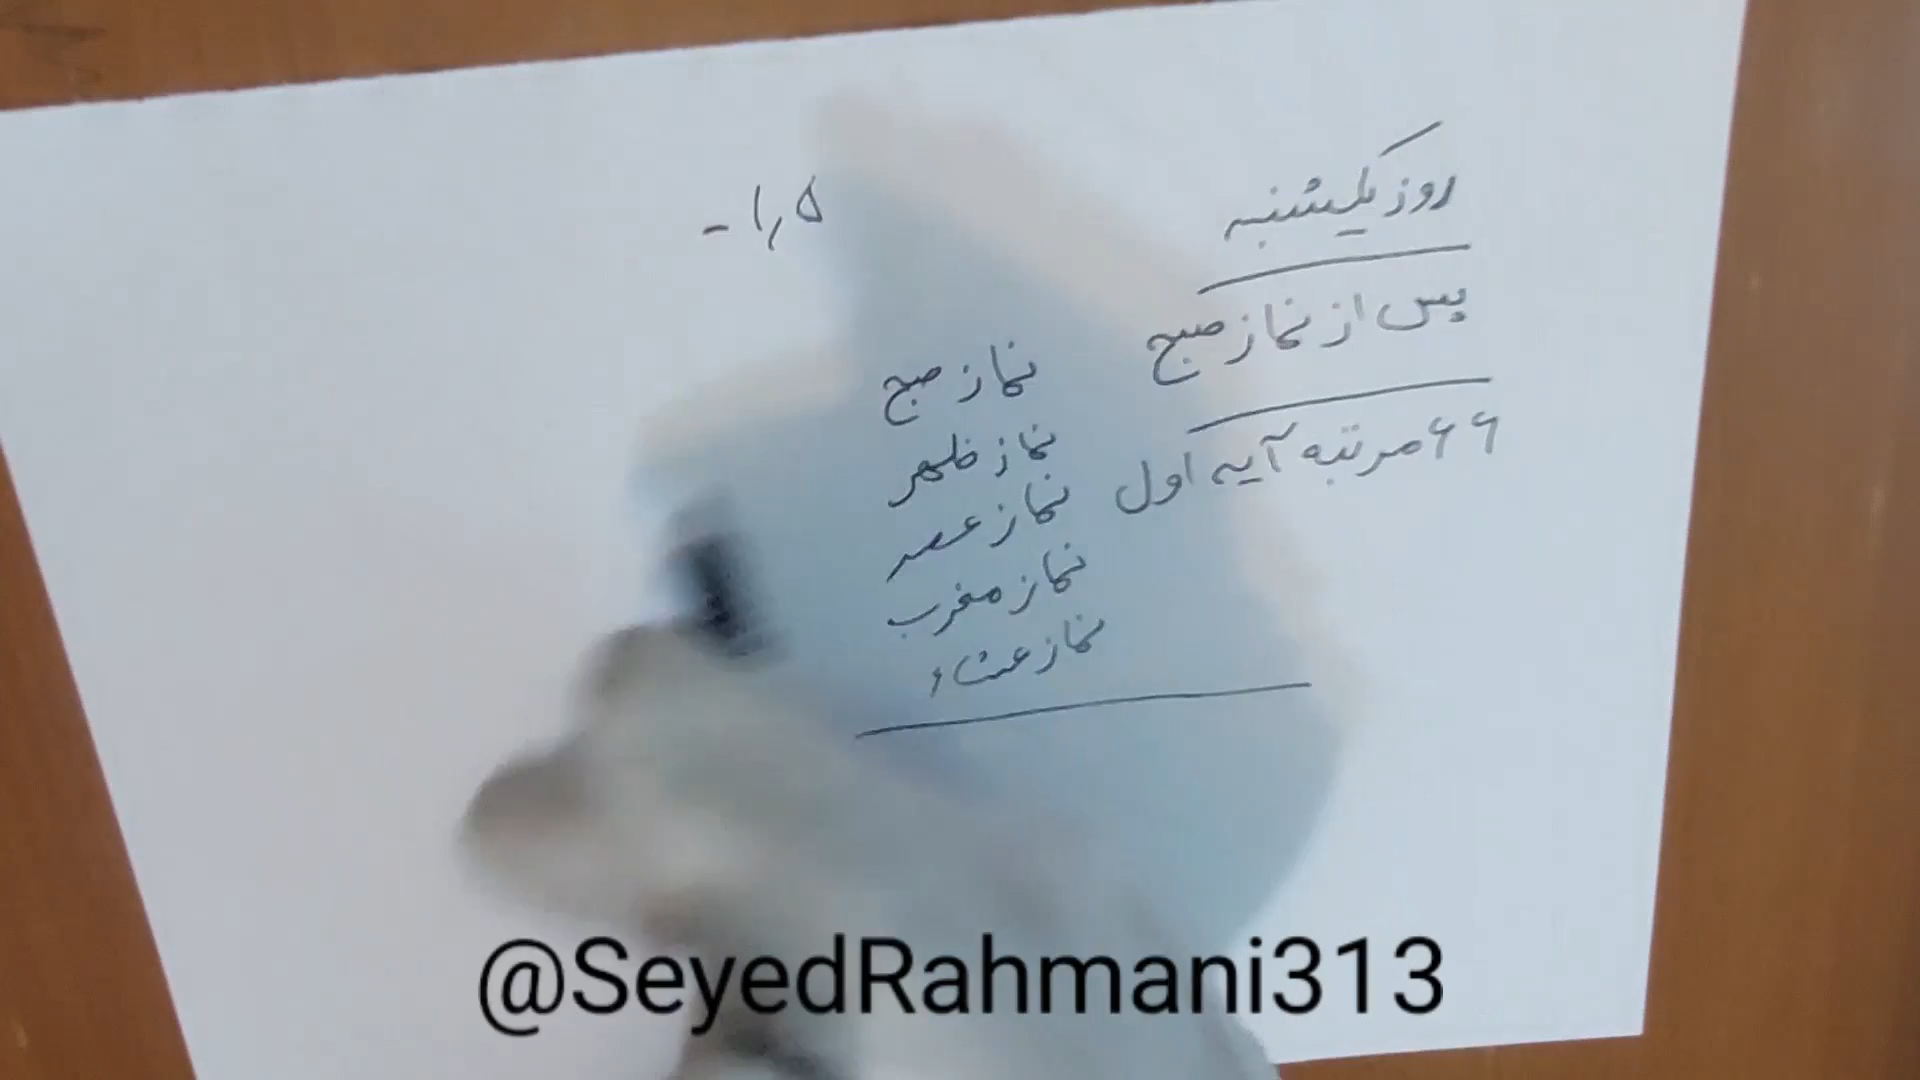 روز یکشنبه
پس از نماز صبح
۶۶ مرتبه آیه اول
۱٫۵ -
نماز صبح
نماز ظهر
نماز عصر
نماز مغرب
نماز عشاء
@SeyedRahmani313